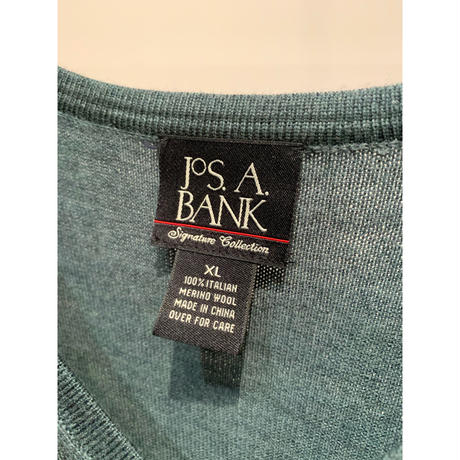 JoS. A.
BANK
Signature Collection
XL
100% ITALIAN
MERINO WOOL
MADE IN CHINA
OVER FOR CARE